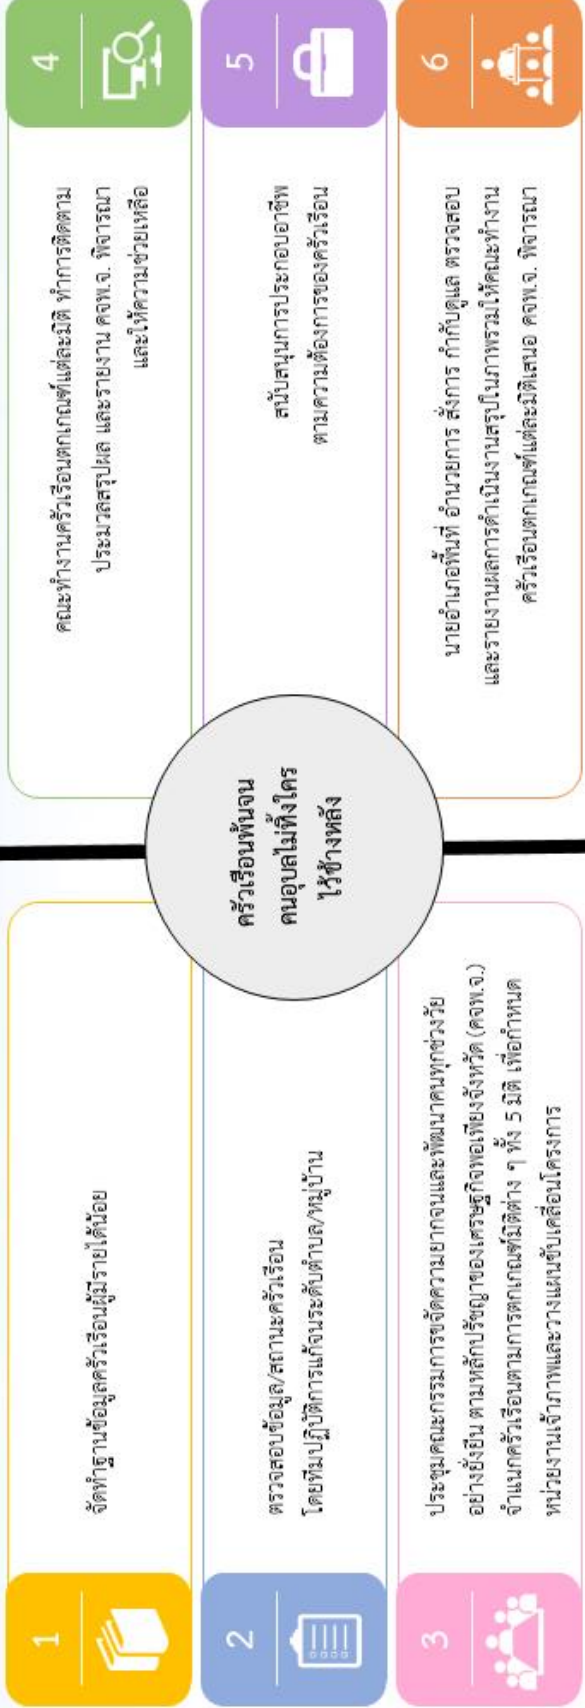 ครัวเรือนพ้นจน
คนอุบลไม่ทิ้งใคร
ไว้ข้างหลัง
1
จัดทำฐานข้อมูลครัวเรือนผู้มีรายได้น้อย
2
ตรวจสอบข้อมูล/สถานะครัวเรือน
โดยทีมปฏิบัติการแก้จนระดับตำบล/หมู่บ้าน
3
ประชุมคณะกรรมการขจัดความยากจนและพัฒนาคนทุกช่วงวัย
อย่างยั่งยืน ตามหลักปรัชญาของเศรษฐกิจพอเพียงจังหวัด (คจพ.จ.)
จำแนกครัวเรือนตามการตกเกณฑ์มิติต่าง ๆ ทั้ง 5 มิติ เพื่อกำหนด
หน่วยงานเจ้าภาพและวางแผนขับเคลื่อนโครงการ
4
คณะทำงานครัวเรือนตกเกณฑ์แต่ละมิติ ทำการติดตาม
ประมวลสรุปผล และรายงาน คจพ.จ. พิจารณา
และให้ความช่วยเหลือ
5
สนับสนุนการประกอบอาชีพ
ตามความต้องการของครัวเรือน
6
นายอำเภอพื้นที่ อำนวยการ สั่งการ กำกับดูแล ตรวจสอบ
และรายงานผลการดำเนินงานสรุปในภาพรวมให้คณะทำงาน
ครัวเรือนตกเกณฑ์แต่ละมิติเสนอ คจพ.จ. พิจารณา